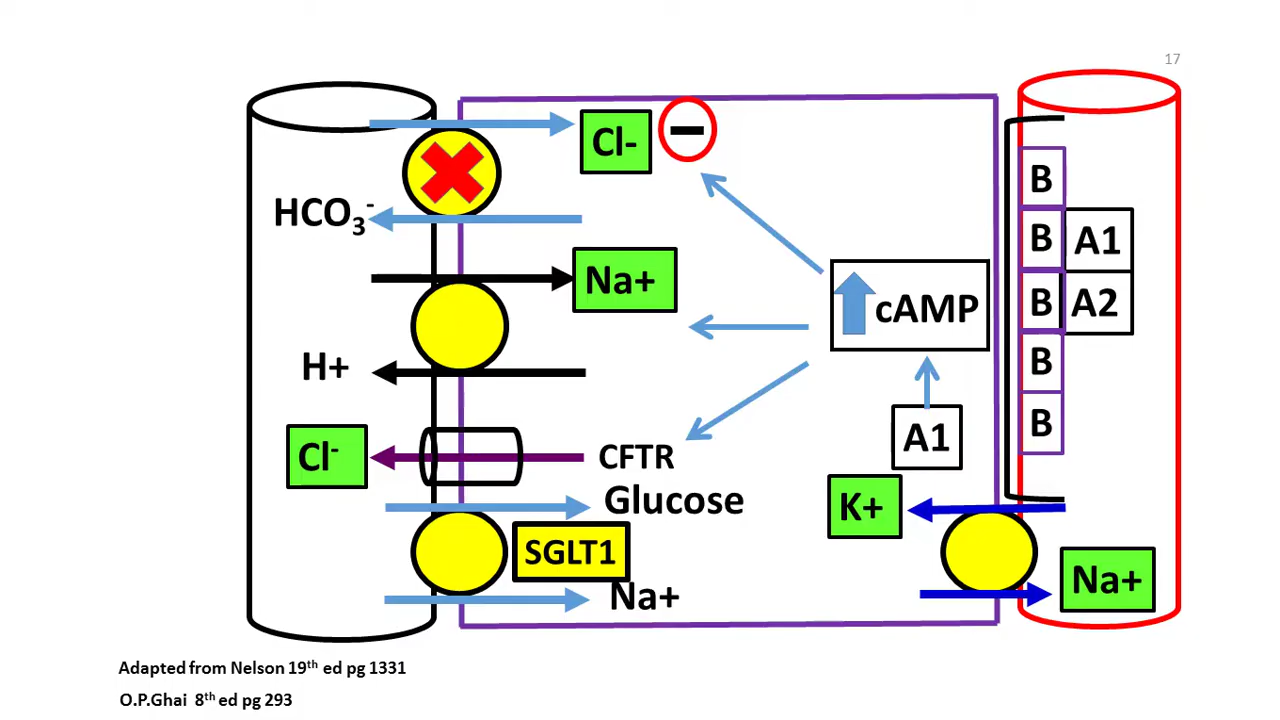 17
Cl-
HCO₃⁻
Na+
H+
Cl⁻
CFTR
Glucose
SGLT1
Na+
cAMP
A1
K+
B
B A1
B A2
B
B
Na+
Adapted from Nelson 19ᵗʰ ed pg 1331
O.P.Ghai 8ᵗʰ ed pg 293